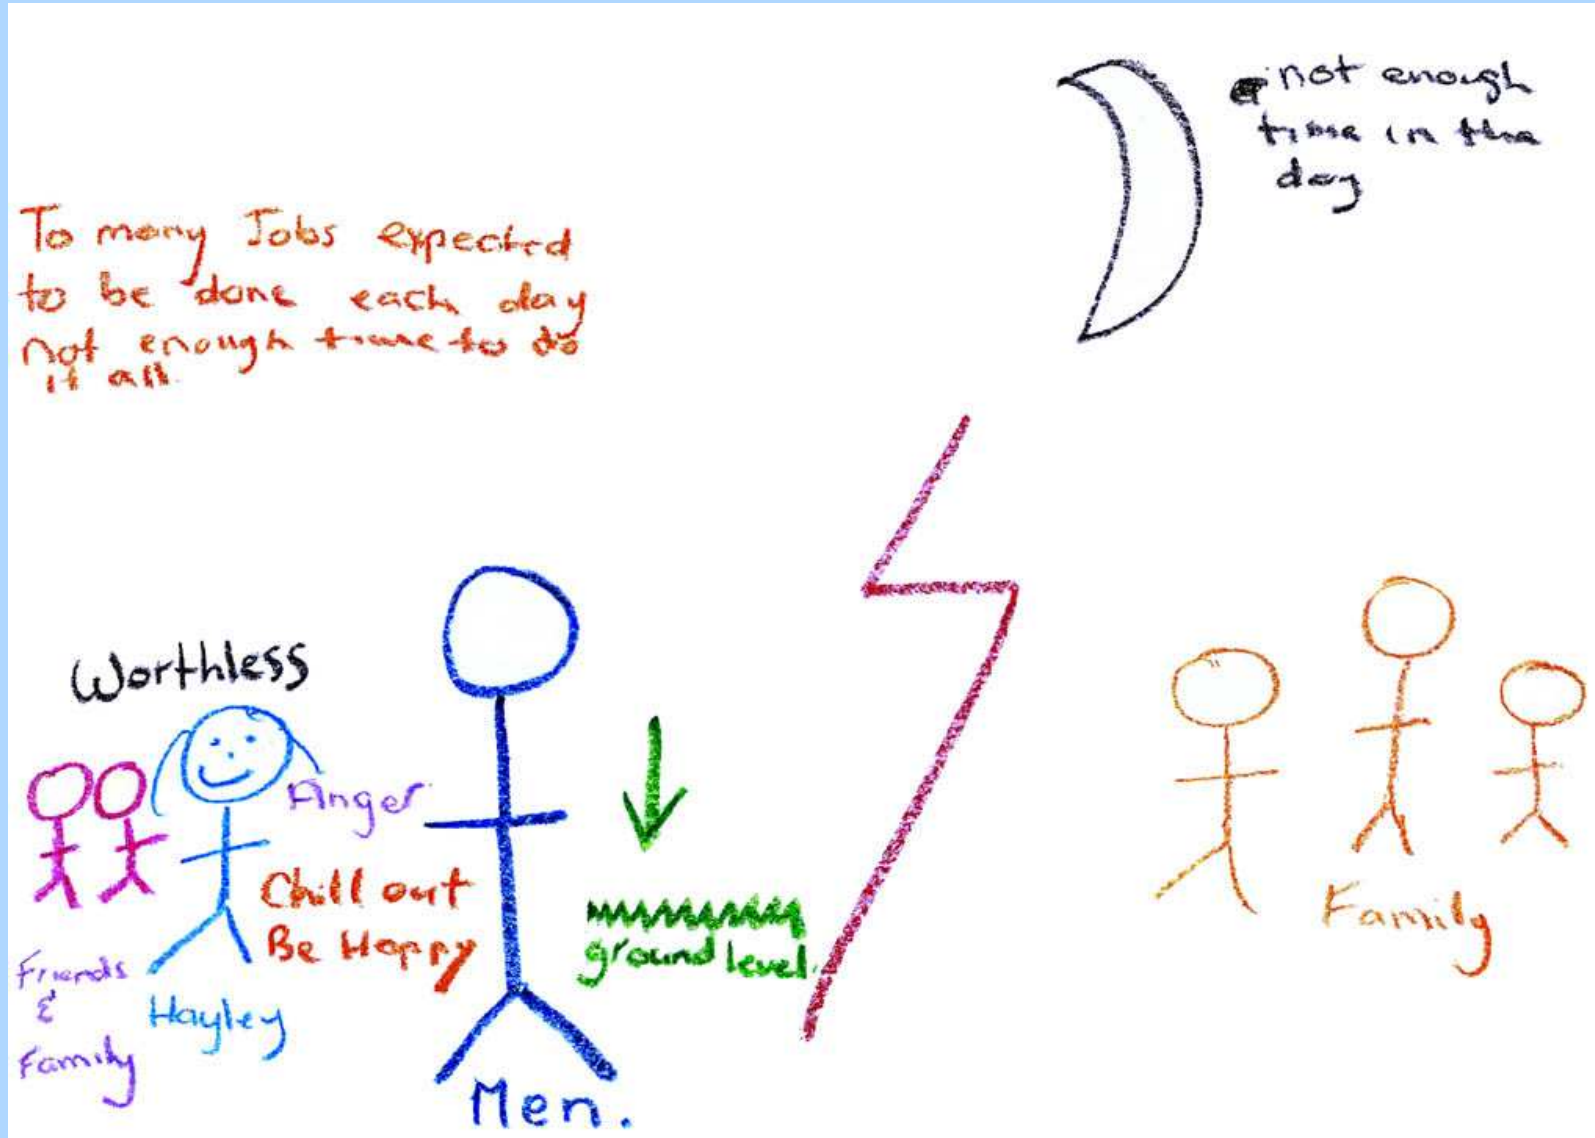 not enough
time in the
day
To many Jobs expected
to be done each day
not enough time to do
it all.
Worthless
Anger
Chill out
Be Happy
ground level.
Friends
&
Family
Hayley
Men.
Family